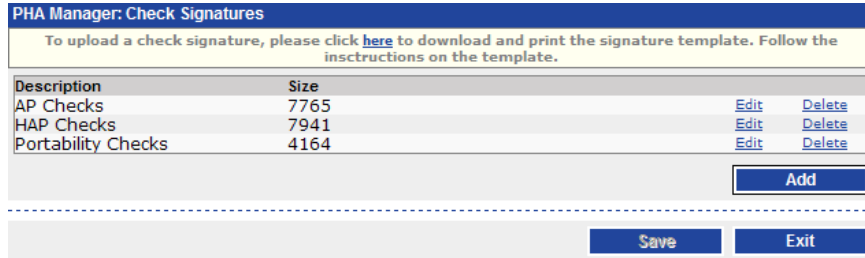 PHA Manager: Check Signatures
To upload a check signature, please click here to download and print the signature template. Follow the
insctructions on the template.
Description Size
AP Checks 7765 Edit Delete
HAP Checks 7941 Edit Delete
Portability Checks 4164 Edit Delete
Add
Save Exit